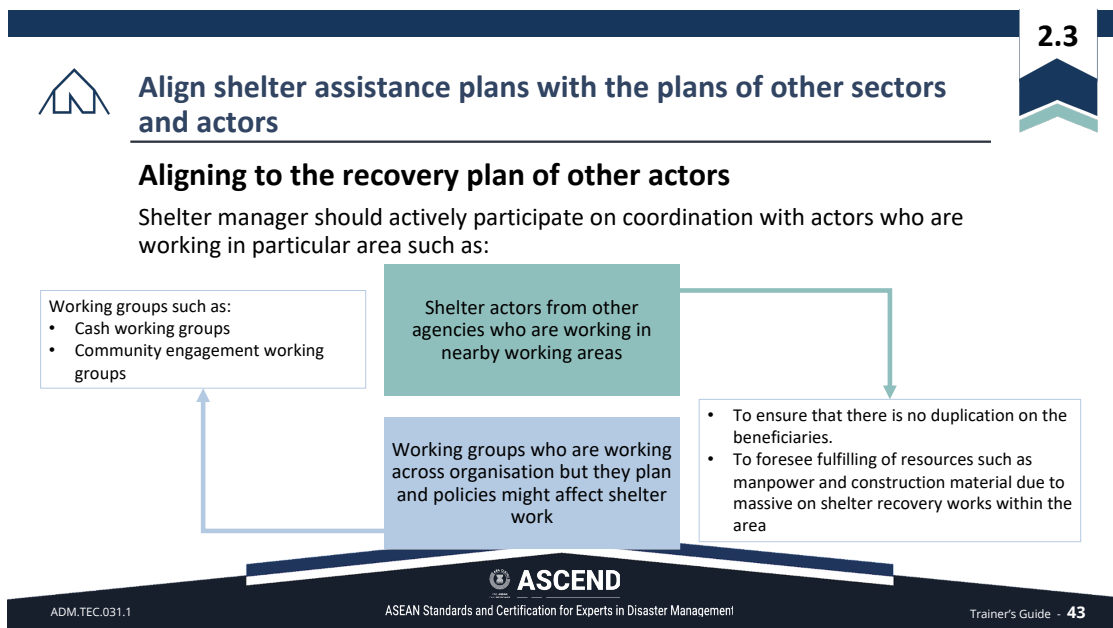 2.3
Align shelter assistance plans with the plans of other sectors
and actors
Aligning to the recovery plan of other actors
Shelter manager should actively participate on coordination with actors who are
working in particular area such as:
Working groups such as:
• Cash working groups
• Community engagement working
groups
Shelter actors from other
agencies who are working in
nearby working areas
Working groups who are working
across organisation but they plan
and policies might affect shelter
work
• To ensure that there is no duplication on the
beneficiaries.
• To foresee fulfilling of resources such as
manpower and construction material due to
massive on shelter recovery works within the
area
ASCEND
ADM.TEC.031.1
ASEAN Standards and Certification for Experts in Disaster Management
Trainer's Guide - 43